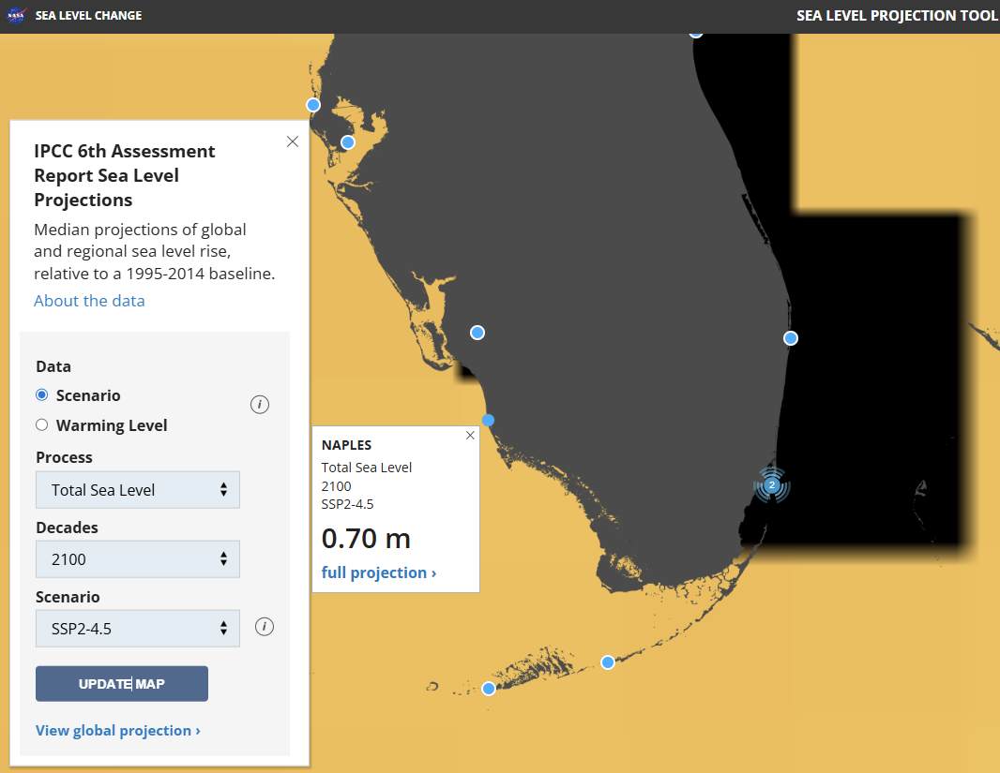 NASA
SEA LEVEL CHANGE
SEA LEVEL PROJECTION TOOL
IPCC 6th Assessment
Report Sea Level
Projections
Median projections of global
and regional sea level rise,
relative to a 1995-2014 baseline.
About the data
Data
Scenario
i
Warming Level
Process
Total Sea Level
Decades
2100
Scenario
SSP2-4.5
i
UPDATE MAP
View global projection ›
NAPLES
Total Sea Level
2100
SSP2-4.5
0.70 m
full projection ›
2